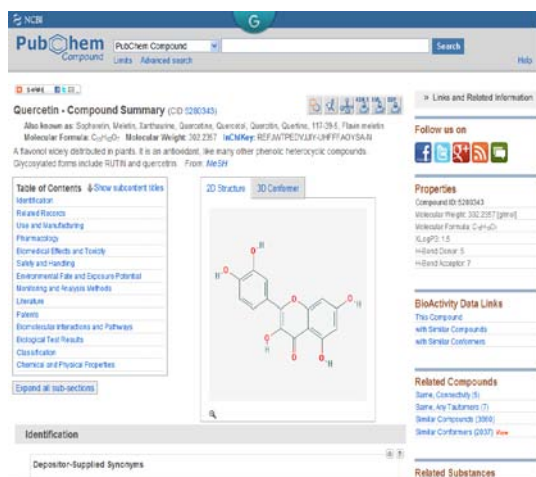 NCBI
G
PubChem
Compound
PubChem Compound
Search
Limits Advanced search
Help
Quercetin - Compound Summary (CID 5280343)
Also known as: Sophoretin, Meletin, Xanthaurine, Quercetine, Quercetol, Quercitin, Quertine, 117-39-5, Flavin meletin
Molecular Formula: C15H10O7 Molecular Weight: 302.2357 InChIKey: REFJWTPEDVJJIY-UHFFFAOYSA-N
A flavonol widely distributed in plants. It is an antioxidant, like many other phenolic heterocyclic compounds.
Glycosylated forms include RUTIN and quercetrin. From: MeSH
Table of Contents Show subcontent titles
Identification
Related Records
Use and Manufacturing
Pharmacology
Biomedical Effects and Toxicity
Safety and Handling
Environmental Fate and Exposure Potential
Monitoring and Analysis Methods
Literature
Patents
Biomolecular Interactions and Pathways
Biological Test Results
Classification
Chemical and Physical Properties
Expand all sub-sections
2D Structure 3D Conformer
H
O
H
O
H
O
O
H
O
H
O
O
H
Identification
Depositor-Supplied Synonyms
» Links and Related Information
Follow us on
Properties
Compound ID: 5280343
Molecular Weight: 302.2357 [g/mol]
Molecular Formula: C15H10O7
XLogP3: 1.5
H-Bond Donor: 5
H-Bond Acceptor: 7
BioActivity Data Links
This Compound
with Similar Compounds
with Similar Conformers
Related Compounds
Same, Connectivity (6)
Same, Any Tautomers (7)
Similar Compounds (3060)
Similar Conformers (2037)
Related Substances